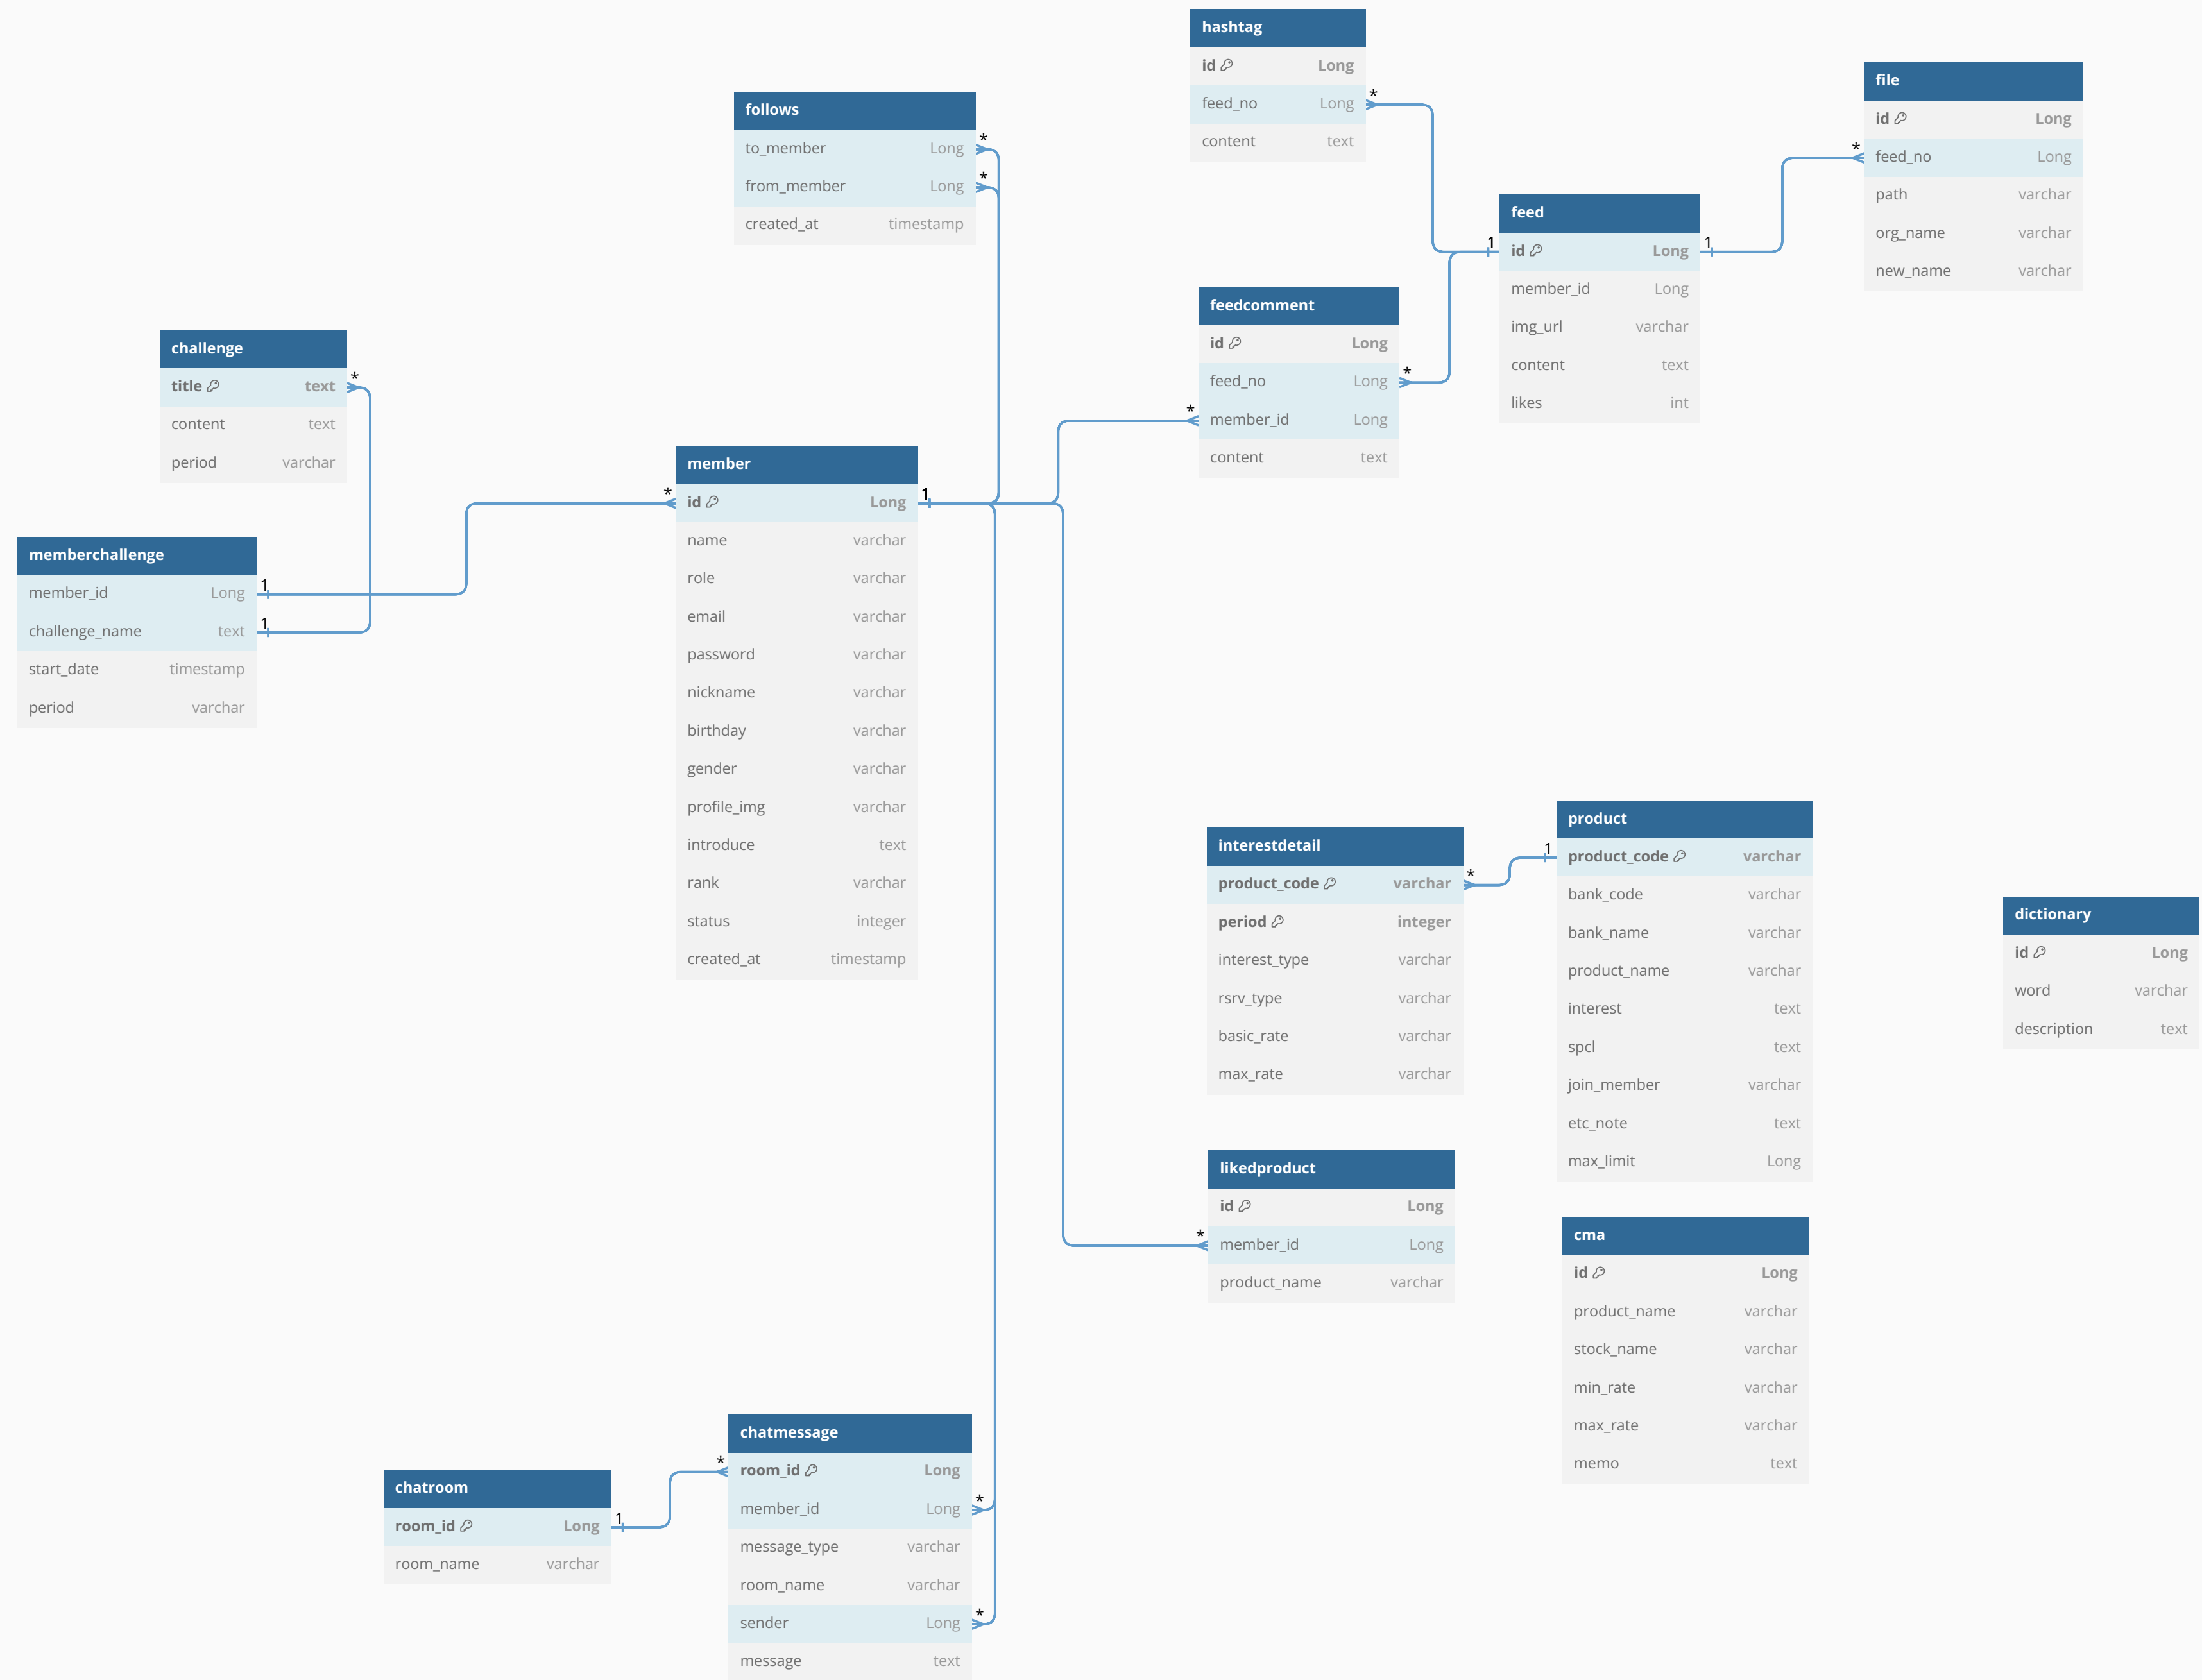 hashtag
id Long
feed_no Long
content text
file
id Long
feed_no Long
path varchar
org_name varchar
new_name varchar
follows
to_member Long
from_member Long
created_at timestamp
feed
id Long
member_id Long
img_url varchar
content text
likes int
feedcomment
id Long
feed_no Long
member_id Long
content text
challenge
title text
content text
period varchar
member
id Long
name varchar
role varchar
email varchar
password varchar
nickname varchar
birthday varchar
gender varchar
profile_img varchar
introduce text
rank varchar
status integer
created_at timestamp
memberchallenge
member_id Long
challenge_name text
start_date timestamp
period varchar
interestdetail
product_code varchar
period integer
interest_type varchar
rsrv_type varchar
basic_rate varchar
max_rate varchar
product
product_code varchar
bank_code varchar
bank_name varchar
product_name varchar
interest text
spcl text
join_member varchar
etc_note text
max_limit Long
dictionary
id Long
word varchar
description text
likedproduct
id Long
member_id Long
product_name varchar
cma
id Long
product_name varchar
stock_name varchar
min_rate varchar
max_rate varchar
memo text
chatmessage
room_id Long
member_id Long
message_type varchar
room_name varchar
sender Long
message text
chatroom
room_id Long
room_name varchar
*
*
*
*
1
1
*
*
*
*
1
1
1
*
1
*
*
1
*
*
*
1